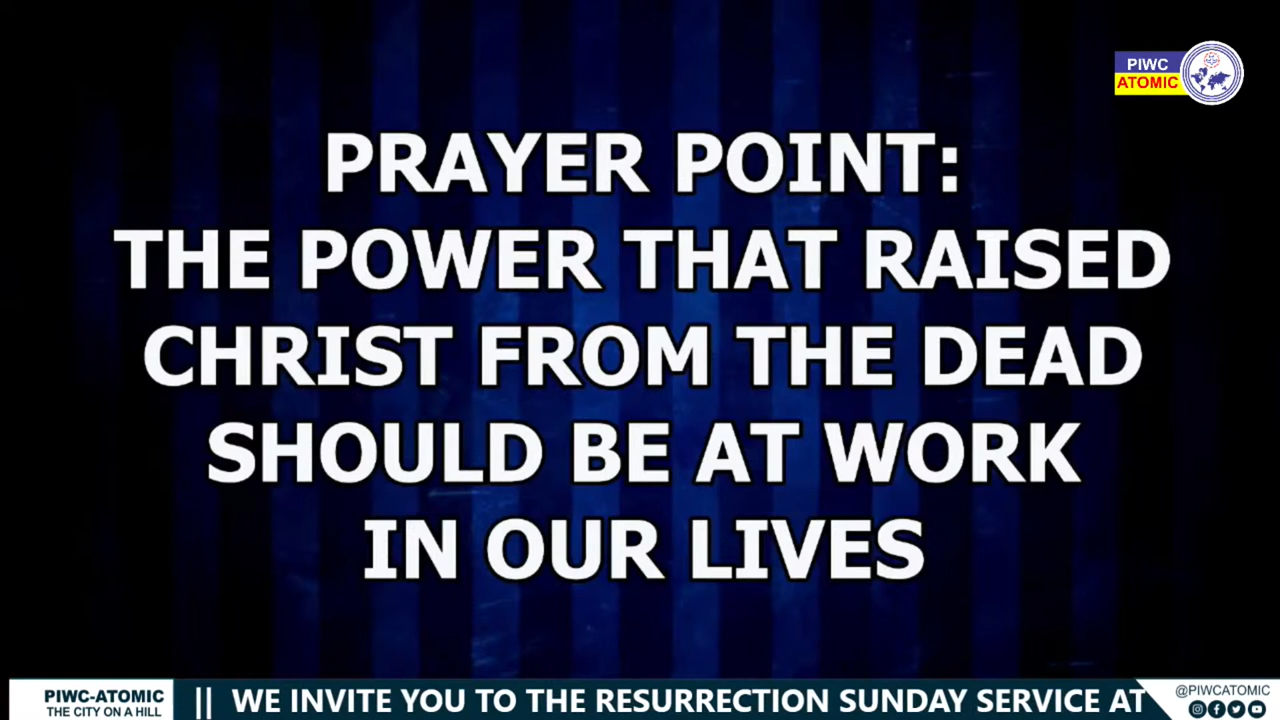 PIWC
ATOMIC
PRAYER POINT:
THE POWER THAT RAISED
CHRIST FROM THE DEAD
SHOULD BE AT WORK
IN OUR LIVES
PIWC-ATOMIC
THE CITY ON A HILL
|| WE INVITE YOU TO THE RESURRECTION SUNDAY SERVICE AT
@PIWCATOMIC